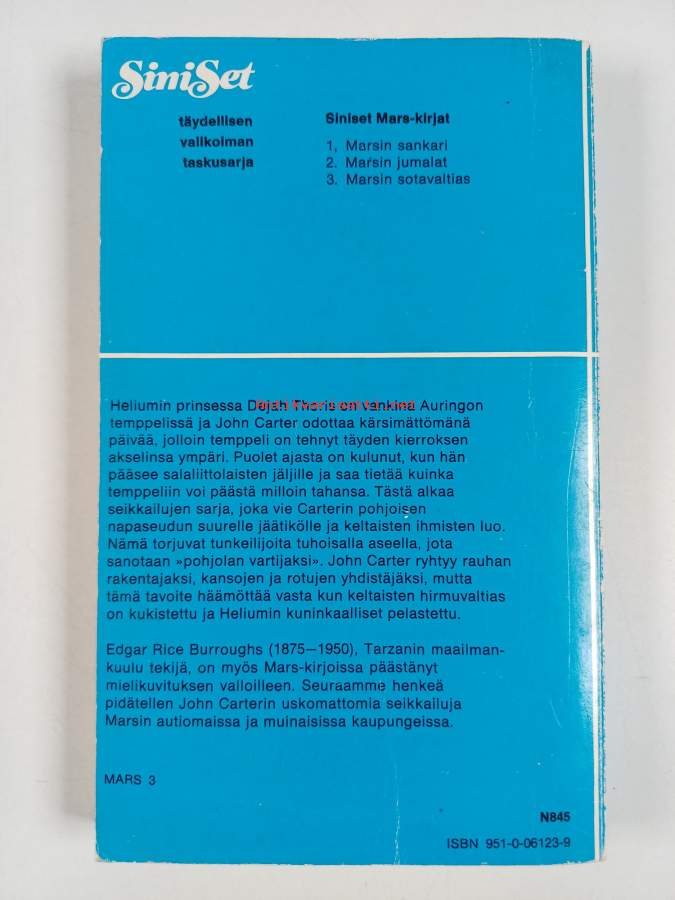 SiniSet
täydellisen
valikoiman
taskusarja
Siniset Mars-kirjat
1, Marsin sankari
2. Marsin jumalat
3. Marsin sotavaltias
Heliumin prinsessa Dejah Thoris on vankina Auringon
temppelissä ja John Carter odottaa kärsimättömänä
päivää, jolloin temppeli on tehnyt täyden kierroksen
akselinsa ympäri. Puolet ajasta on kulunut, kun hän
pääsee salaliittolaisten jäljille ja saa tietää kuinka
temppeliin voi päästä milloin tahansa. Tästä alkaa
seikkailujen sarja, joka vie Carterin pohjoisen
napaseudun suurelle jäätikölle ja keltaisten ihmisten luo.
Nämä torjuvat tunkeilijoita tuhoisalla aseella, jota
sanotaan »pohjolan vartijaksi». John Carter ryhtyy rauhan
rakentajaksi, kansojen ja rotujen yhdistäjäksi, mutta
tämä tavoite häämöttää vasta kun keltaisten hirmuvaltias
on kukistettu ja Heliumin kuninkaalliset pelastettu.
Edgar Rice Burroughs (1875—1950), Tarzanin maailman-
kuulu tekijä, on myös Mars-kirjoissa päästänyt
mielikuvituksen valloilleen. Seuraamme henkeä
pidätellen John Carterin uskomattomia seikkailuja
Marsin autiomaissa ja muinaisissa kaupungeissa.
MARS 3
N845
ISBN 951-0-06123-9